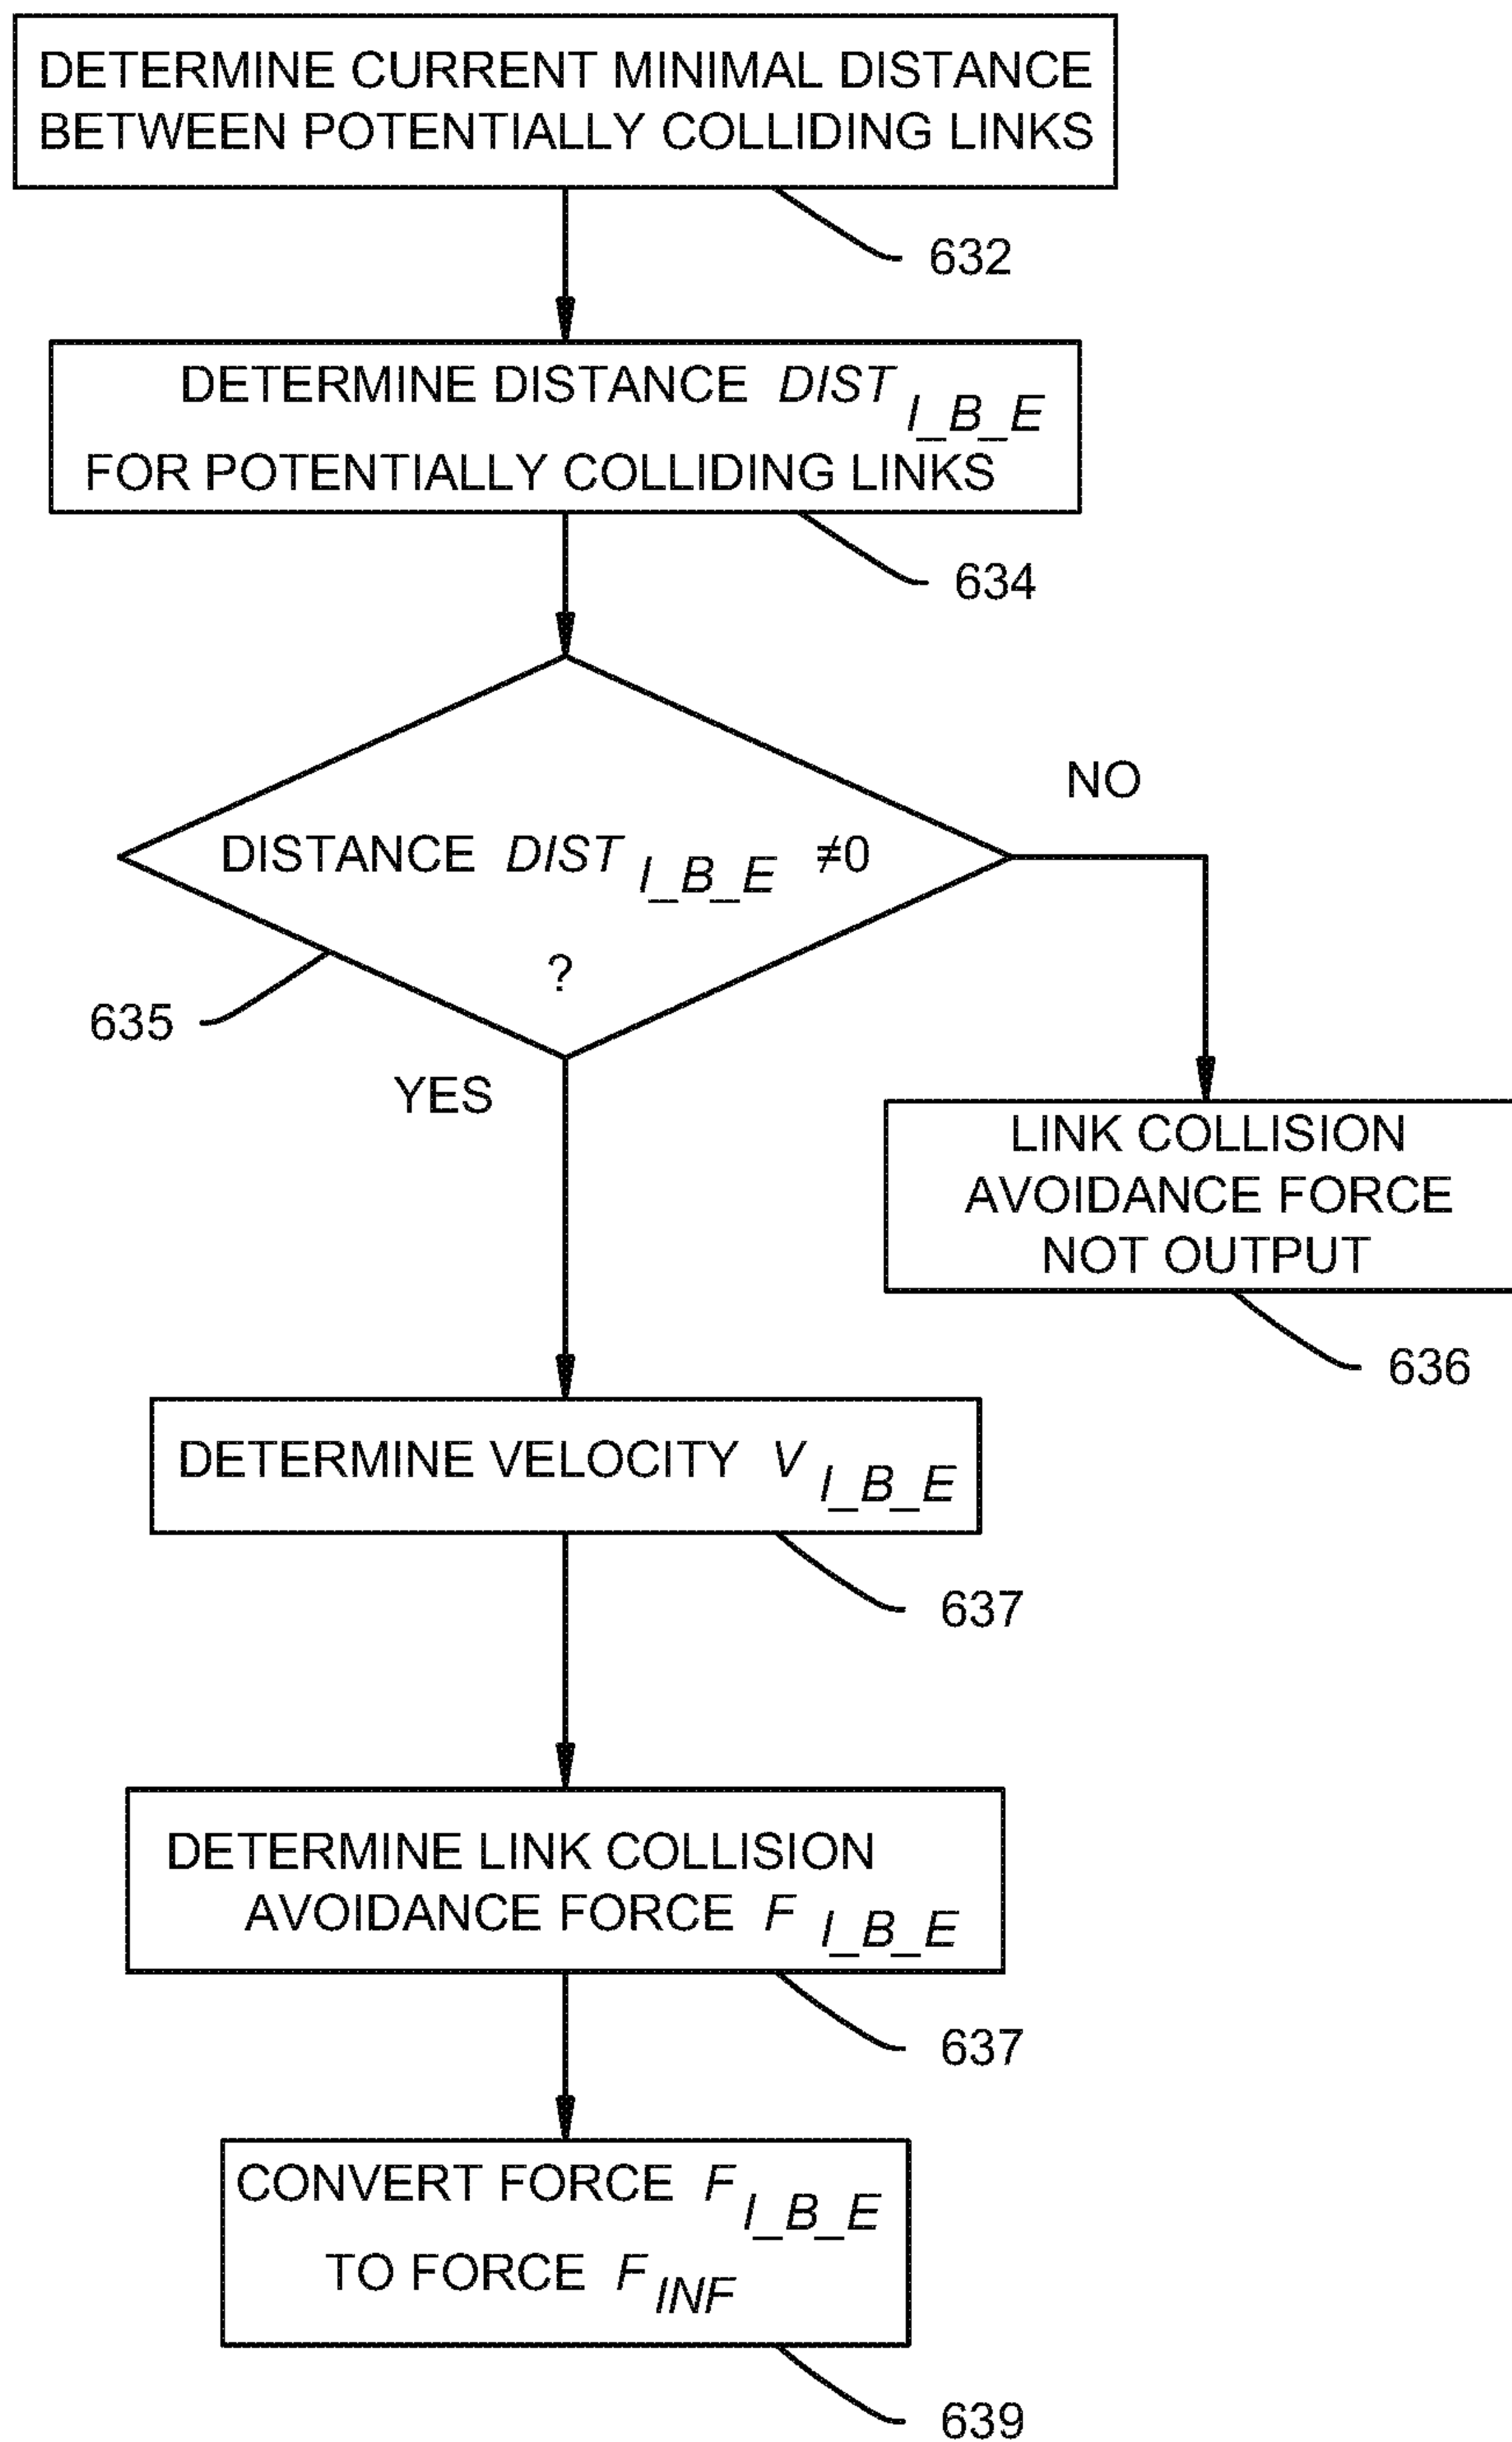 DETERMINE CURRENT MINIMAL DISTANCE
BETWEEN POTENTIALLY COLLIDING LINKS
632
DETERMINE DISTANCE DIST I_B_E
FOR POTENTIALLY COLLIDING LINKS
634
NO
DISTANCE DIST I_B_E ≠0
?
635
YES
LINK COLLISION
AVOIDANCE FORCE
NOT OUTPUT
636
DETERMINE VELOCITY V I_B_E
637
DETERMINE LINK COLLISION
AVOIDANCE FORCE F I_B_E
637
CONVERT FORCE F I_B_E
TO FORCE F INF
639